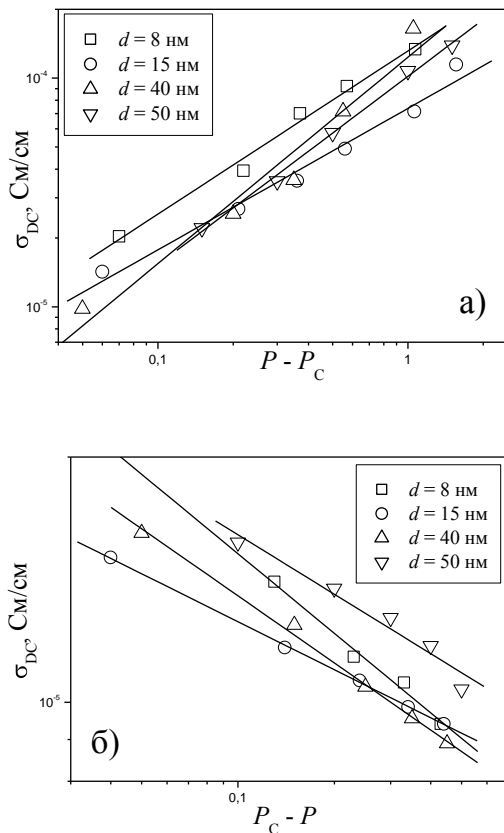 а)
d = 8 нм
d = 15 нм
d = 40 нм
d = 50 нм
10⁻⁴
10⁻⁵
σDC, См/см
0,1
1
P - PC
б)
d = 8 нм
d = 15 нм
d = 40 нм
d = 50 нм
10⁻⁵
σDC, См/см
0,1
PC - P